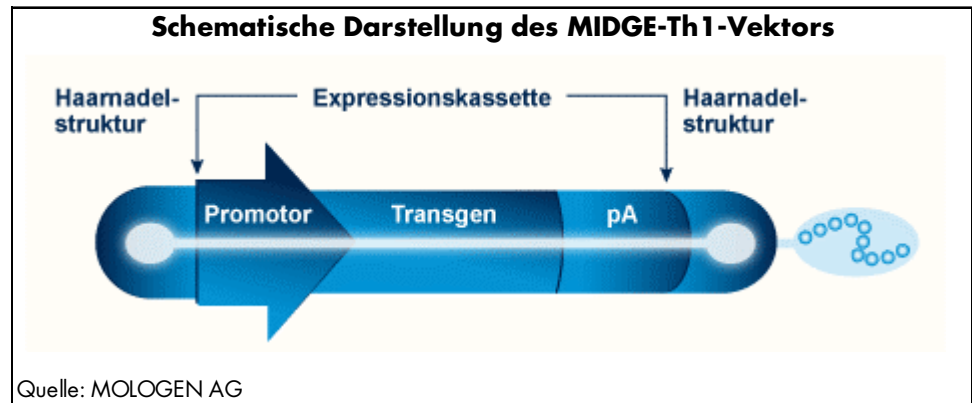 Schematische Darstellung des MIDGE-Th1-Vektors
Haarnadel-
struktur
Expressionskassette
Haarnadel-
struktur
Promotor
Transgen
pA
Quelle: MOLOGEN AG